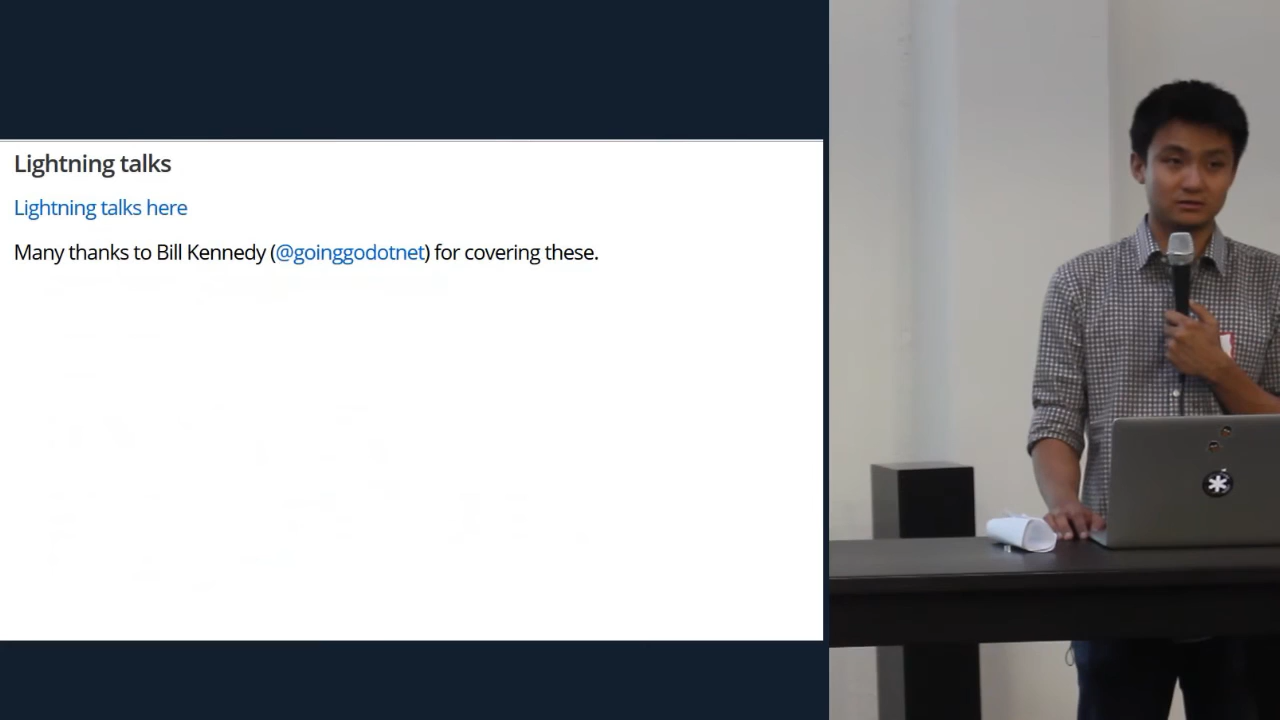 Lightning talks
Lightning talks here
Many thanks to Bill Kennedy (@goinggodotnet) for covering these.